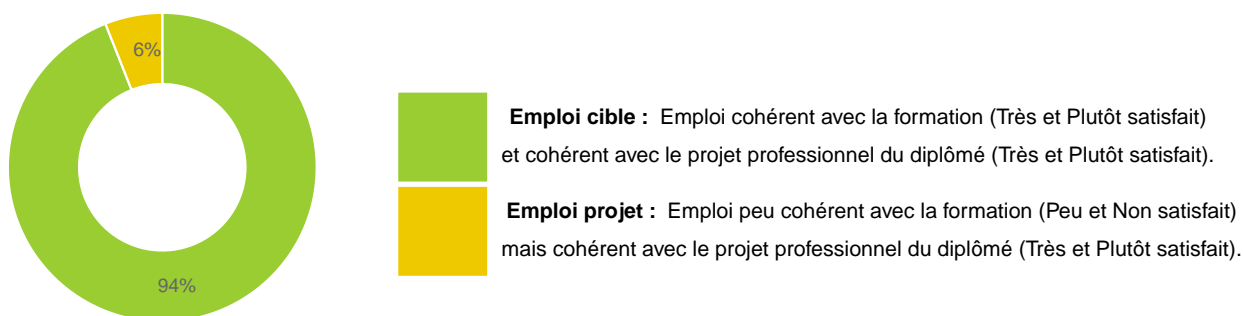 6%
Emploi cible : Emploi cohérent avec la formation (Très et Plutôt satisfait)
et cohérent avec le projet professionnel du diplômé (Très et Plutôt satisfait).
Emploi projet : Emploi peu cohérent avec la formation (Peu et Non satisfait)
mais cohérent avec le projet professionnel du diplômé (Très et Plutôt satisfait).
94%